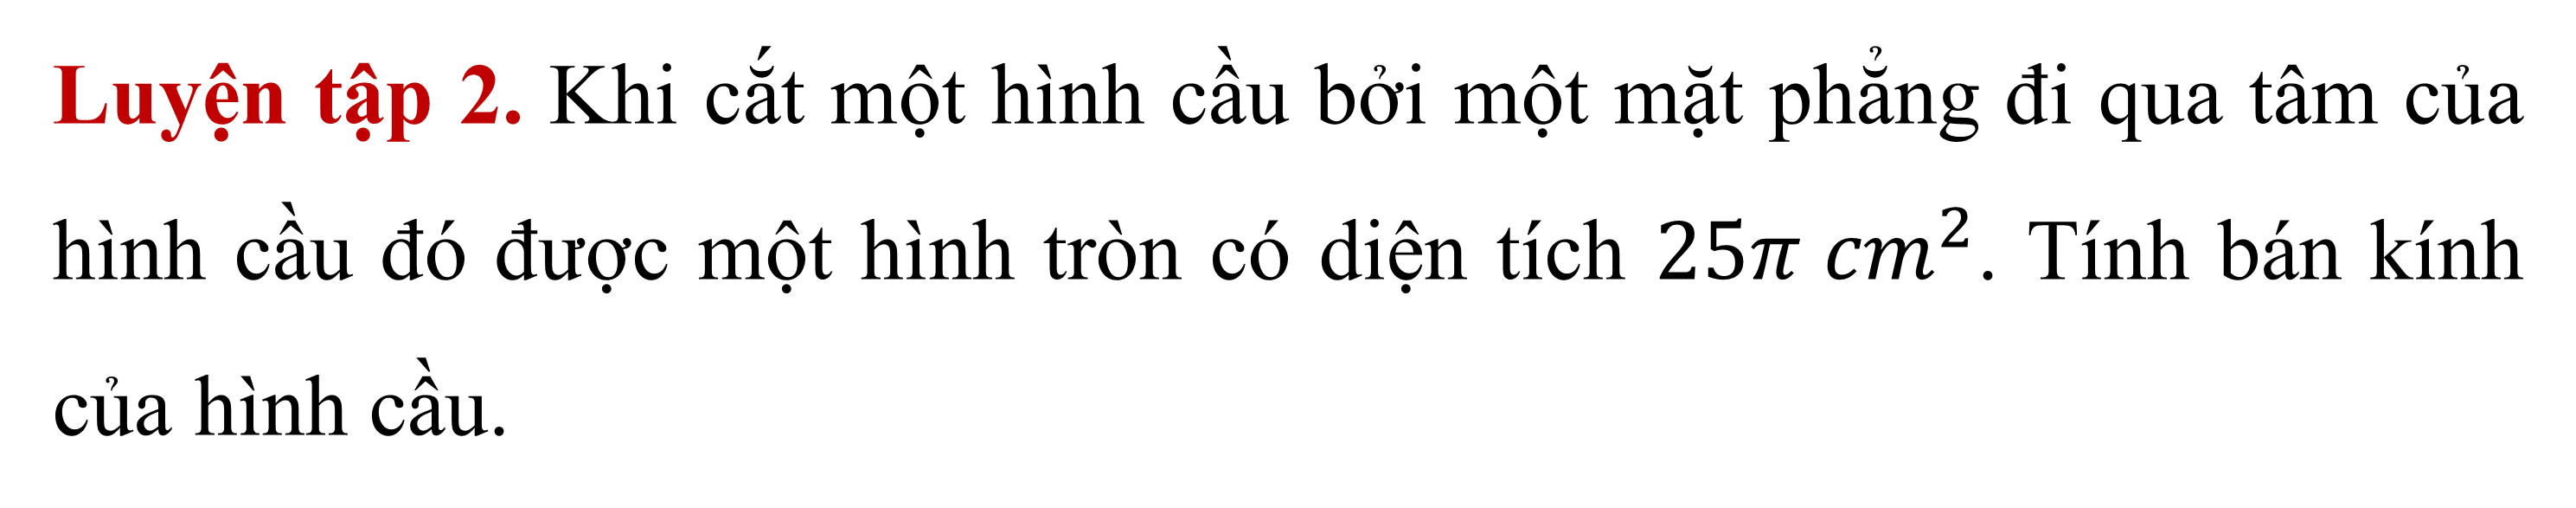 Luyện tập 2. Khi cắt một hình cầu bởi một mặt phẳng đi qua tâm của
hình cầu đó được một hình tròn có diện tích 25π cm². Tính bán kính
của hình cầu.